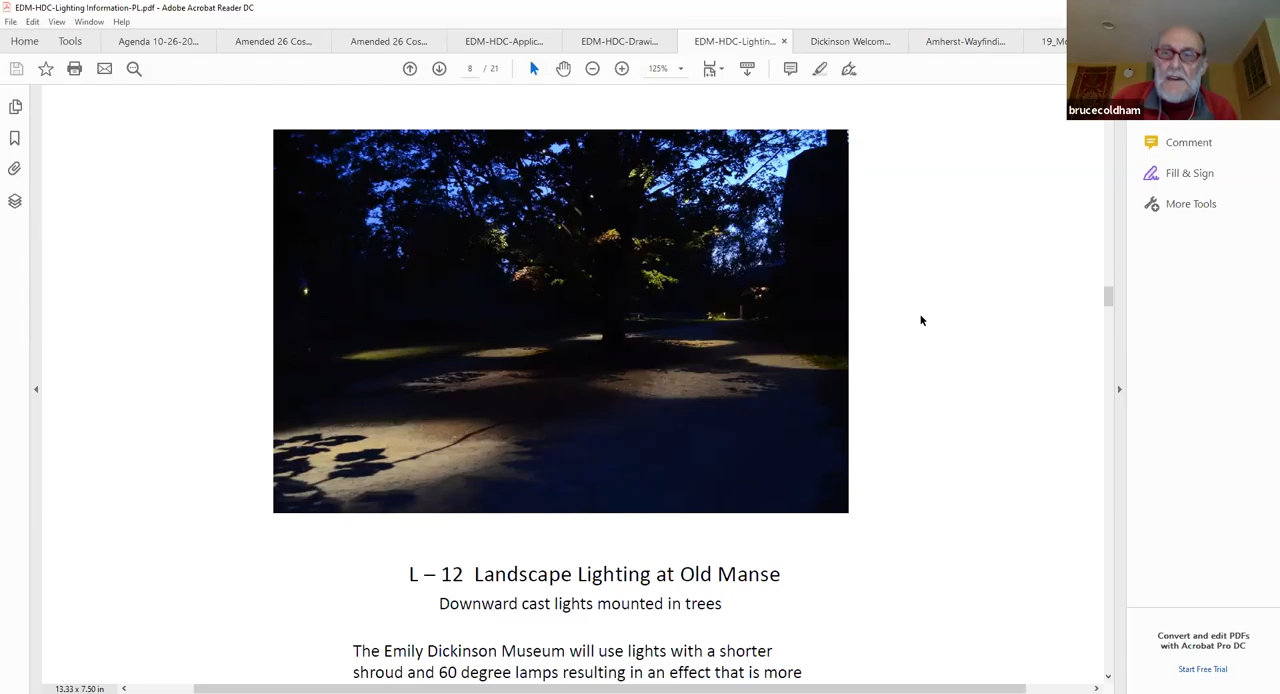 EDM-HDC-Lighting Information-PL.pdf - Adobe Acrobat Reader DC
File Edit View Window Help
Home Tools Agenda 10-26-20... Amended 26 Cos... Amended 26 Cos... EDM-HDC-Applic... EDM-HDC-Drawi... EDM-HDC-Lightin... × Dickinson Welcom... Amherst-Wayfindi... 19_Mo
8 / 21 125%
brucecoldham
Comment
Fill & Sign
More Tools
L – 12 Landscape Lighting at Old Manse
Downward cast lights mounted in trees
The Emily Dickinson Museum will use lights with a shorter
shroud and 60 degree lamps resulting in an effect that is more
Convert and edit PDFs
with Acrobat Pro DC
Start Free Trial
13.33 x 7.50 in